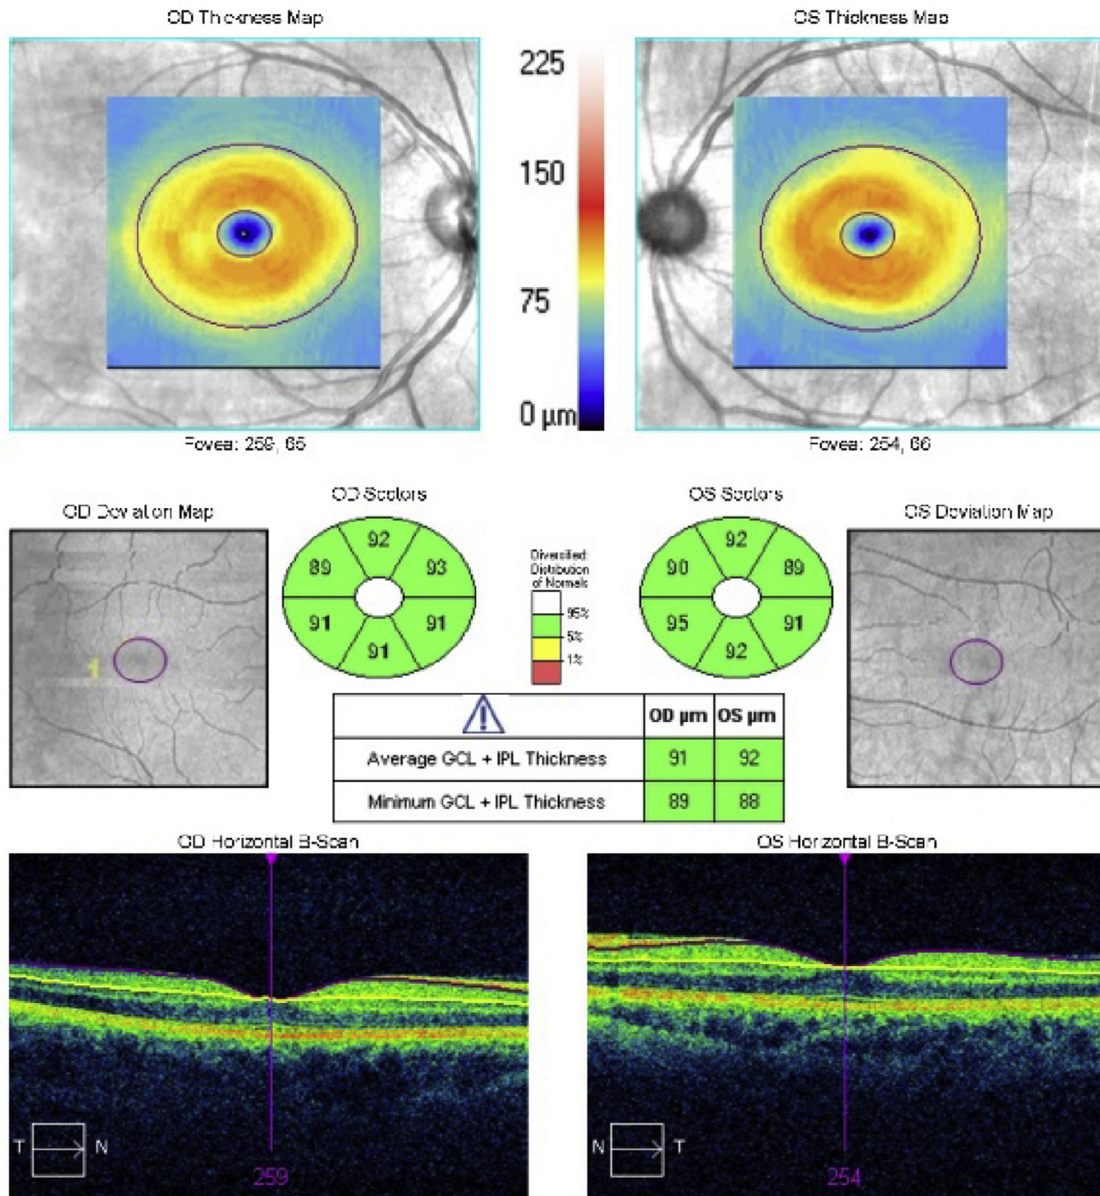 OD Thickness Map
OS Thickness Map
225
150
75
0 µm
Fovea: 259, 65
Fovea: 254, 66
OD Deviation Map
OD Sectors
OS Sectors
OS Deviation Map
92
89
93
91
91
91
Diversified:
Distribution
of Normals
95%
5%
1%
92
90
89
95
91
92
OD µm
OS µm
Average GCL + IPL Thickness
91
92
Minimum GCL + IPL Thickness
89
88
OD Horizontal B-Scan
OS Horizontal B-Scan
T
N
259
N
T
254